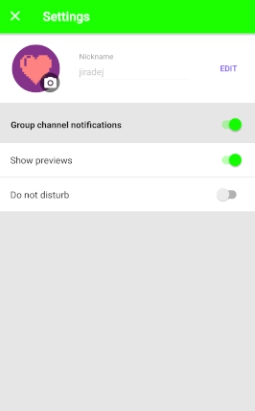 Settings
Nickname
jiradej
EDIT
Group channel notifications
Show previews
Do not disturb